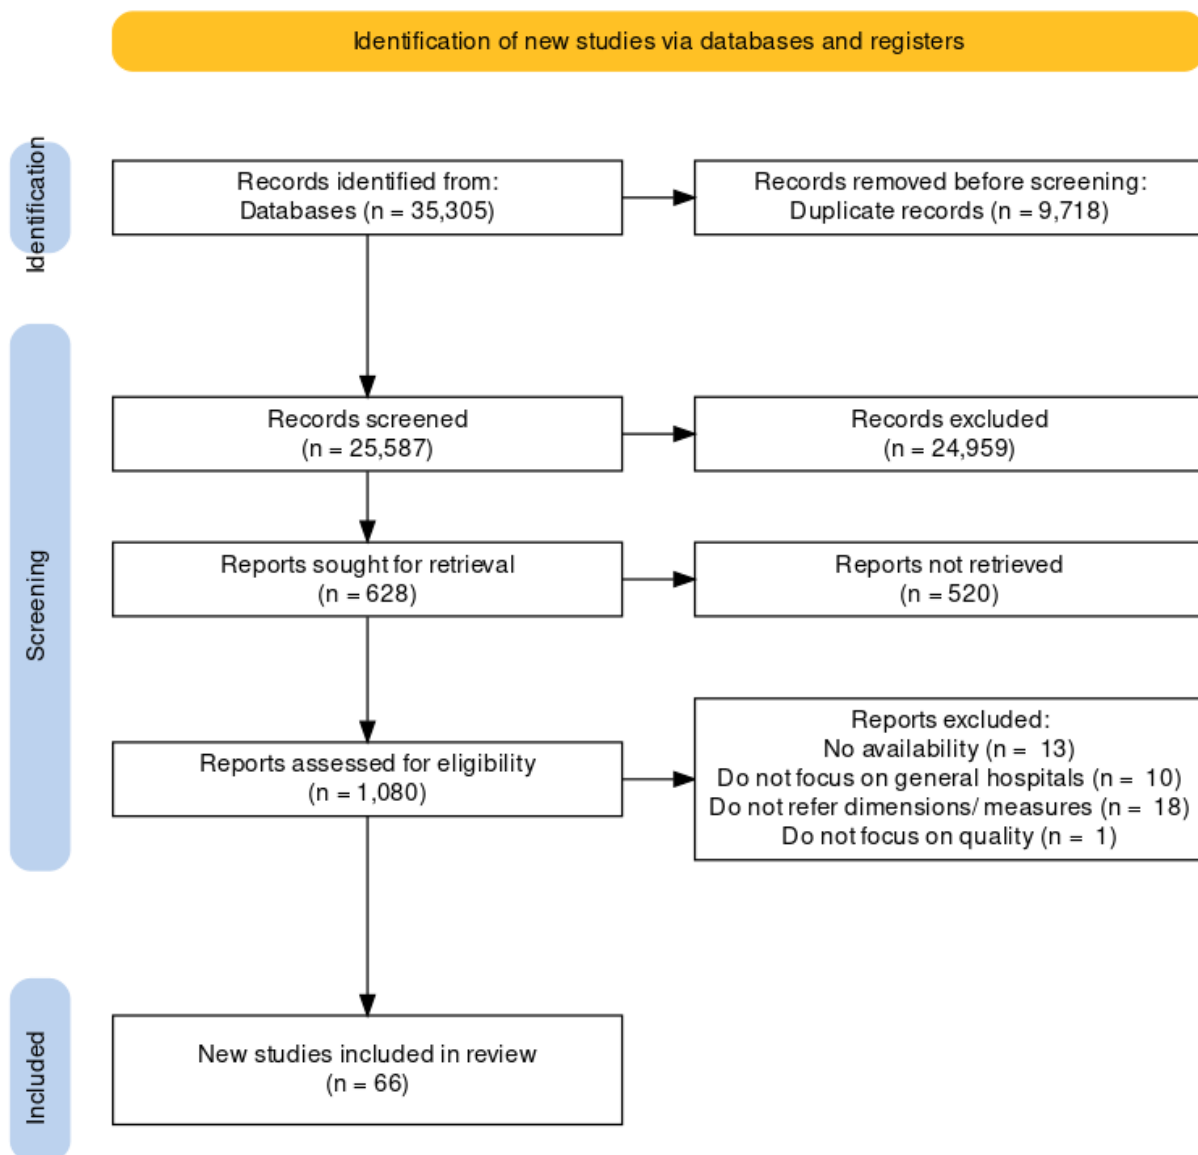 Identification of new studies via databases and registers
Identification
Records identified from:
Databases (n = 35,305)
Records removed before screening:
Duplicate records (n = 9,718)
Screening
Records screened
(n = 25,587)
Records excluded
(n = 24,959)
Reports sought for retrieval
(n = 628)
Reports not retrieved
(n = 520)
Reports assessed for eligibility
(n = 1,080)
Reports excluded:
No availability (n = 13)
Do not focus on general hospitals (n = 10)
Do not refer dimensions/ measures (n = 18)
Do not focus on quality (n = 1)
Included
New studies included in review
(n = 66)